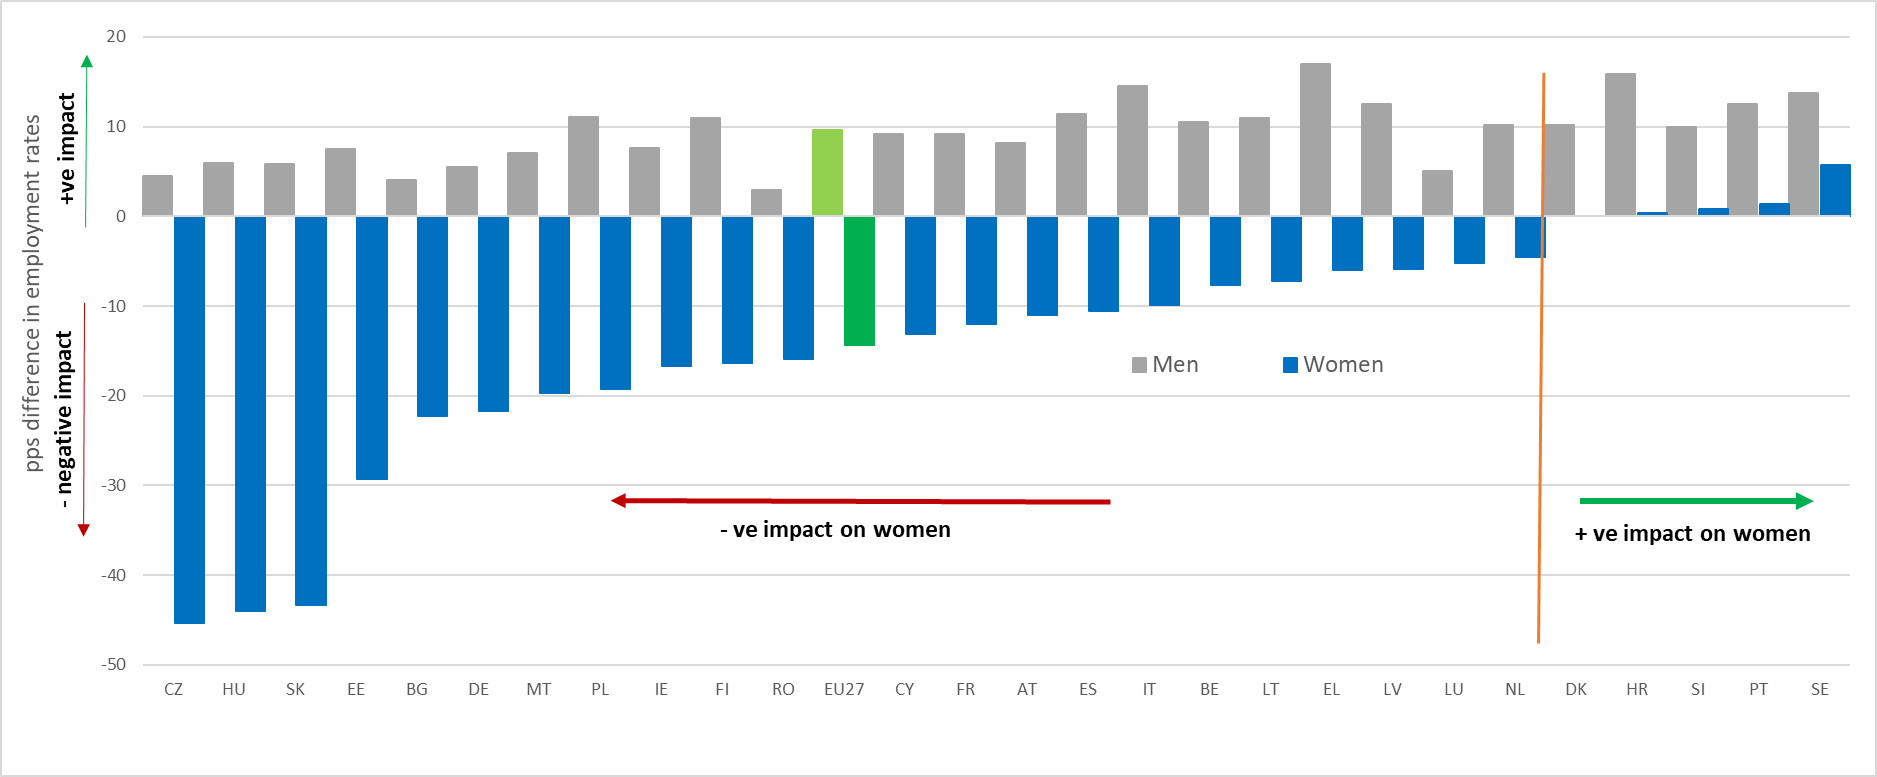 20
10
0
-10
-20
-30
-40
-50
pps difference in employment rates
+ve impact
- negative impact
Men
Women
- ve impact on women
+ ve impact on women
CZ HU SK EE BG DE MT PL IE FI RO EU27 CY FR AT ES IT BE LT EL LV LU NL DK HR SI PT SE